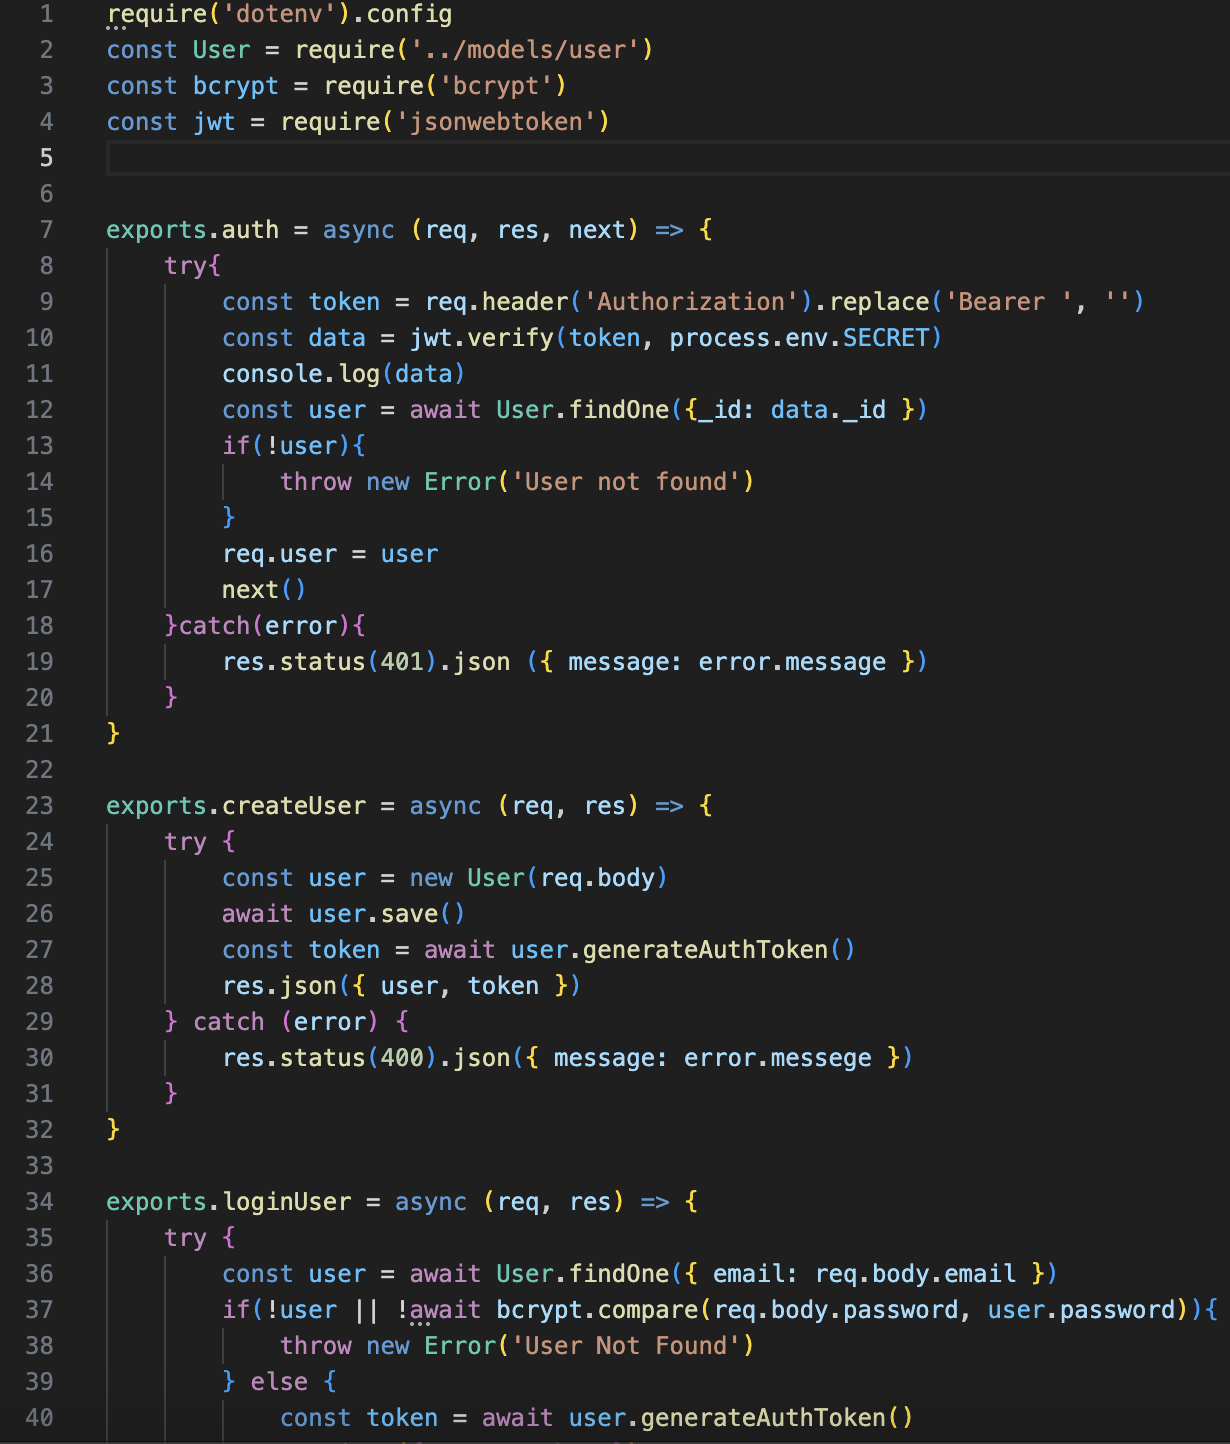 1 require('dotenv').config
2 const User = require('../models/user')
3 const bcrypt = require('bcrypt')
4 const jwt = require('jsonwebtoken')
5
6
7 exports.auth = async (req, res, next) => {
8     try{
9         const token = req.header('Authorization').replace('Bearer ', '')
10         const data = jwt.verify(token, process.env.SECRET)
11         console.log(data)
12         const user = await User.findOne({_id: data._id })
13         if(!user){
14             throw new Error('User not found')
15         }
16         req.user = user
17         next()
18     }catch(error){
19         res.status(401).json ({ message: error.message })
20     }
21 }
22
23 exports.createUser = async (req, res) => {
24     try {
25         const user = new User(req.body)
26         await user.save()
27         const token = await user.generateAuthToken()
28         res.json({ user, token })
29     } catch (error) {
30         res.status(400).json({ message: error.messege })
31     }
32 }
33
34 exports.loginUser = async (req, res) => {
35     try {
36         const user = await User.findOne({ email: req.body.email })
37         if(!user || !await bcrypt.compare(req.body.password, user.password)){
38             throw new Error('User Not Found')
39         } else {
40             const token = await user.generateAuthToken()